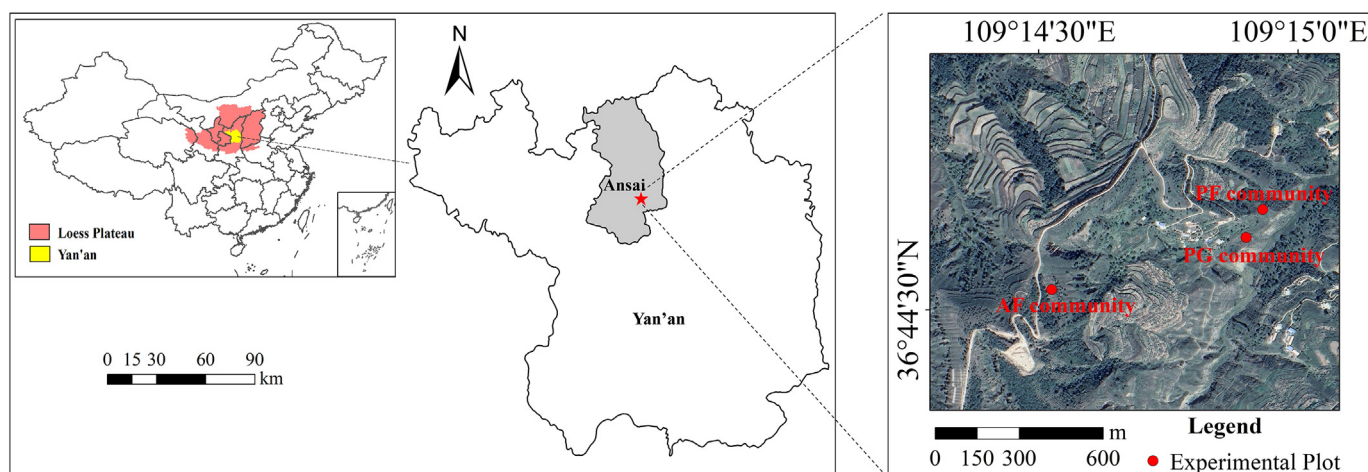 Loess Plateau
Yan'an
N
Ansai
Yan'an
0 15 30 60 90
km
109°14'30"E 109°15'0"E
36°44'30"N
PF community
PG community
AF community
0 150 300 600
m
Legend
Experimental Plot